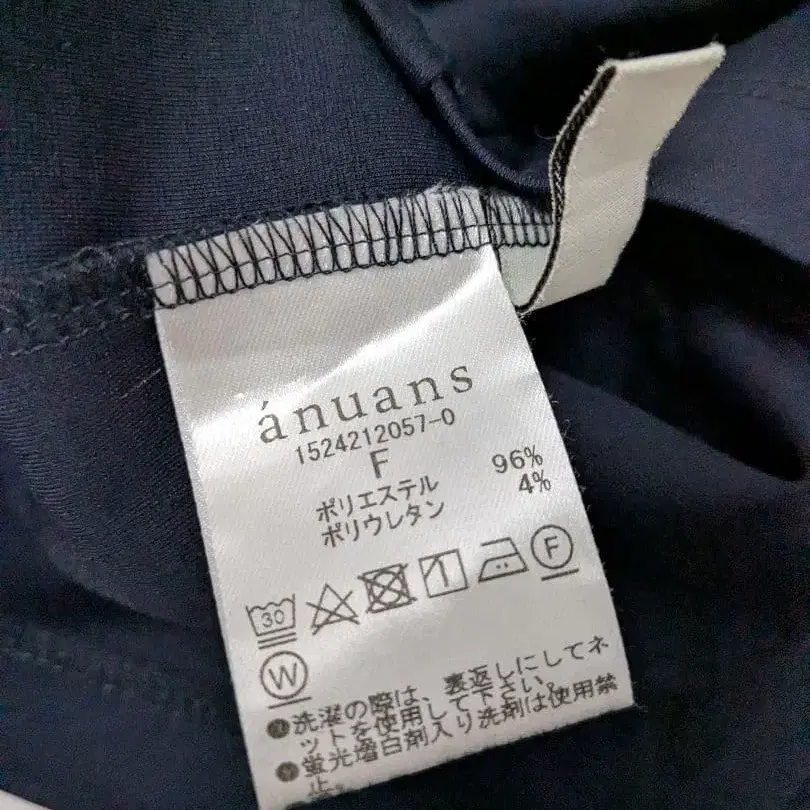 ánuans
1524212057-0
F
ポリエステル 96%
ポリウレタン 4%
30
F
W
●洗濯の際は、裏返しにしてネ
ットを使用して下さい。
●蛍光増白剤入り洗剤は使用禁
止。